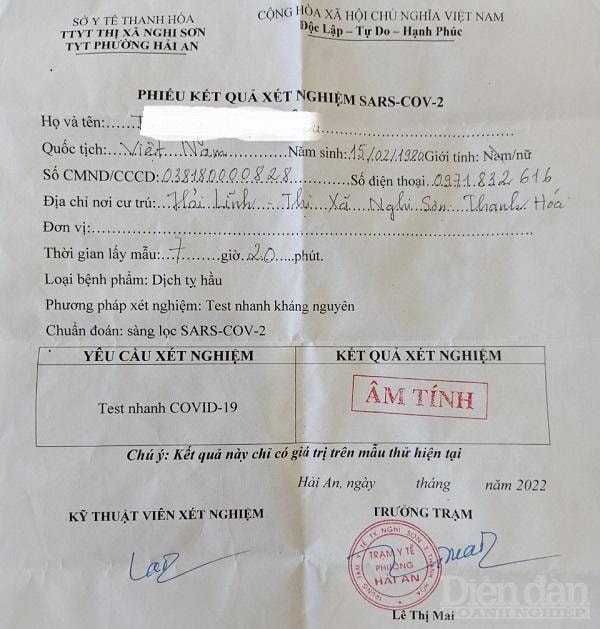 SỞ Y TẾ THANH HÓA
TTYT THỊ XÃ NGHI SƠN
TYT PHƯỜNG HẢI AN
CỘNG HÒA XÃ HỘI CHỦ NGHĨA VIỆT NAM
Độc Lập – Tự Do – Hạnh Phúc
PHIẾU KẾT QUẢ XÉT NGHIỆM SARS-COV-2
Họ và tên:
Quốc tịch: Việt Nam Năm sinh: 15/02/1980 Giới tính: Nam/nữ
Số CMND/CCCD: 038180000828 Số điện thoại: 0971.832616
Địa chỉ nơi cư trú: Hải Lĩnh - Thị Xã Nghi Sơn Thanh Hóa
Đơn vị:
Thời gian lấy mẫu: 7 giờ 20 phút.
Loại bệnh phẩm: Dịch tỵ hầu
Phương pháp xét nghiệm: Test nhanh kháng nguyên
Chuẩn đoán: sàng lọc SARS-COV-2
YÊU CẦU XÉT NGHIỆM KẾT QUẢ XÉT NGHIỆM
Test nhanh COVID-19 ÂM TÍNH
Chú ý: Kết quả này chỉ có giá trị trên mẫu thử hiện tại
Hải An, ngày tháng năm 2022
KỸ THUẬT VIÊN XÉT NGHIỆM TRƯỞNG TRẠM
TRẠM Y TẾ
PHƯỜNG
HẢI AN
Lê Thị Mai
Diễn đàn
DOANH NGHIỆP